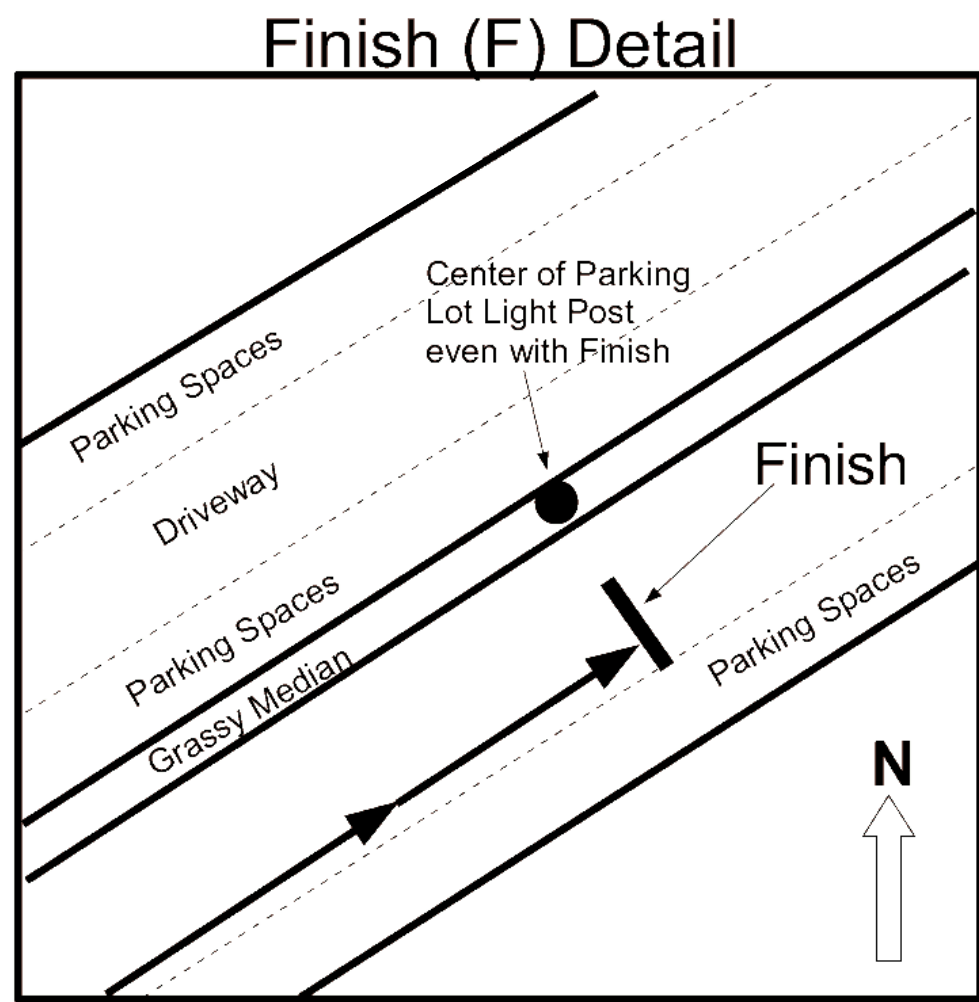 Finish (F) Detail
Center of Parking
Lot Light Post
even with Finish
Parking Spaces
Finish
Driveway
Parking Spaces
Parking Spaces
Grassy Median
N